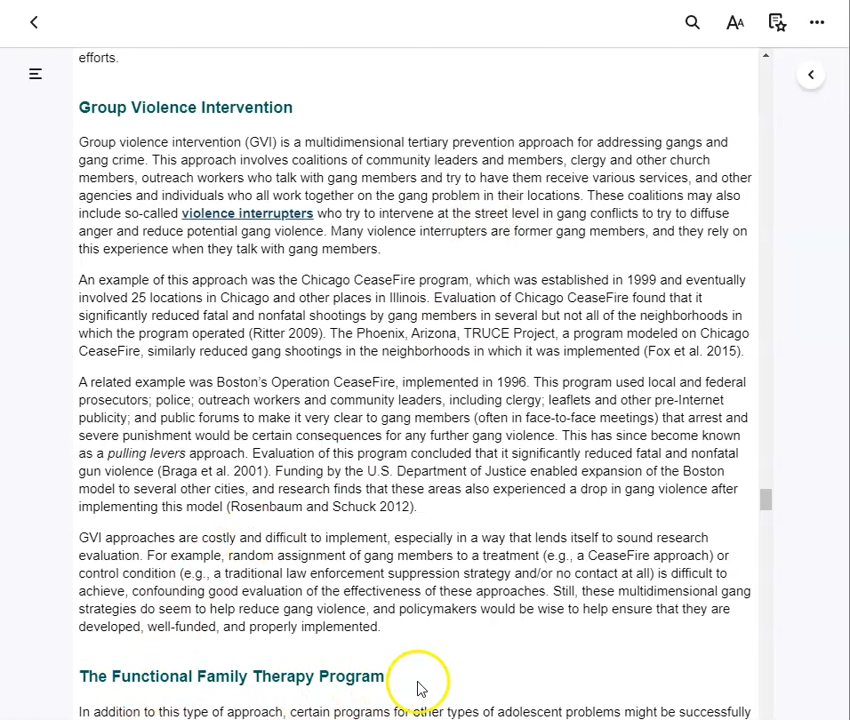 efforts.
Group Violence Intervention
Group violence intervention (GVI) is a multidimensional tertiary prevention approach for addressing gangs and
gang crime. This approach involves coalitions of community leaders and members, clergy and other church
members, outreach workers who talk with gang members and try to have them receive various services, and other
agencies and individuals who all work together on the gang problem in their locations. These coalitions may also
include so-called violence interrupters who try to intervene at the street level in gang conflicts to try to diffuse
anger and reduce potential gang violence. Many violence interrupters are former gang members, and they rely on
this experience when they talk with gang members.
An example of this approach was the Chicago CeaseFire program, which was established in 1999 and eventually
involved 25 locations in Chicago and other places in Illinois. Evaluation of Chicago CeaseFire found that it
significantly reduced fatal and nonfatal shootings by gang members in several but not all of the neighborhoods in
which the program operated (Ritter 2009). The Phoenix, Arizona, TRUCE Project, a program modeled on Chicago
CeaseFire, similarly reduced gang shootings in the neighborhoods in which it was implemented (Fox et al. 2015).
A related example was Boston's Operation CeaseFire, implemented in 1996. This program used local and federal
prosecutors; police; outreach workers and community leaders, including clergy; leaflets and other pre-Internet
publicity; and public forums to make it very clear to gang members (often in face-to-face meetings) that arrest and
severe punishment would be certain consequences for any further gang violence. This has since become known
as a pulling levers approach. Evaluation of this program concluded that it significantly reduced fatal and nonfatal
gun violence (Braga et al. 2001). Funding by the U.S. Department of Justice enabled expansion of the Boston
model to several other cities, and research finds that these areas also experienced a drop in gang violence after
implementing this model (Rosenbaum and Schuck 2012).
GVI approaches are costly and difficult to implement, especially in a way that lends itself to sound research
evaluation. For example, random assignment of gang members to a treatment (e.g., a CeaseFire approach) or
control condition (e.g., a traditional law enforcement suppression strategy and/or no contact at all) is difficult to
achieve, confounding good evaluation of the effectiveness of these approaches. Still, these multidimensional gang
strategies do seem to help reduce gang violence, and policymakers would be wise to help ensure that they are
developed, well-funded, and properly implemented.
The Functional Family Therapy Program
In addition to this type of approach, certain programs for other types of adolescent problems might be successfully